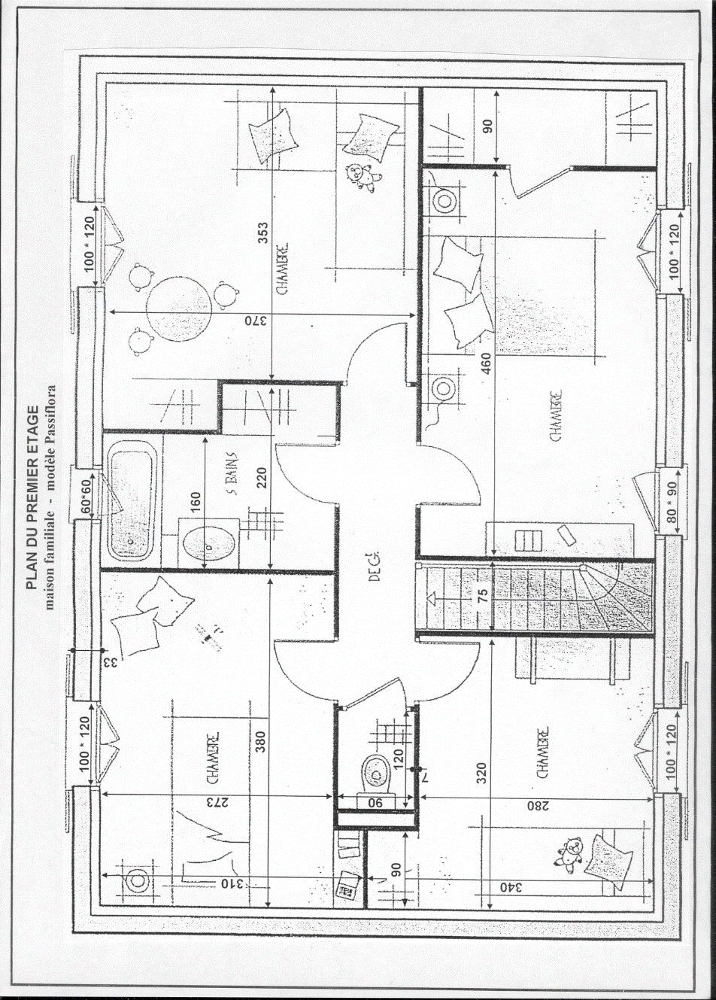 PLAN DU PREMIER ETAGE
maison familiale - modèle Passiflora
100 * 120
60*60
33
100 * 120
353
CHAMBRE
370
90
460
CHAMBRE
100 * 120
80 * 90
S BAINS
160
220
DEGt
75
CHAMBRE
380
273
310
120
90
7
90
320
CHAMBRE
280
340
100 * 120